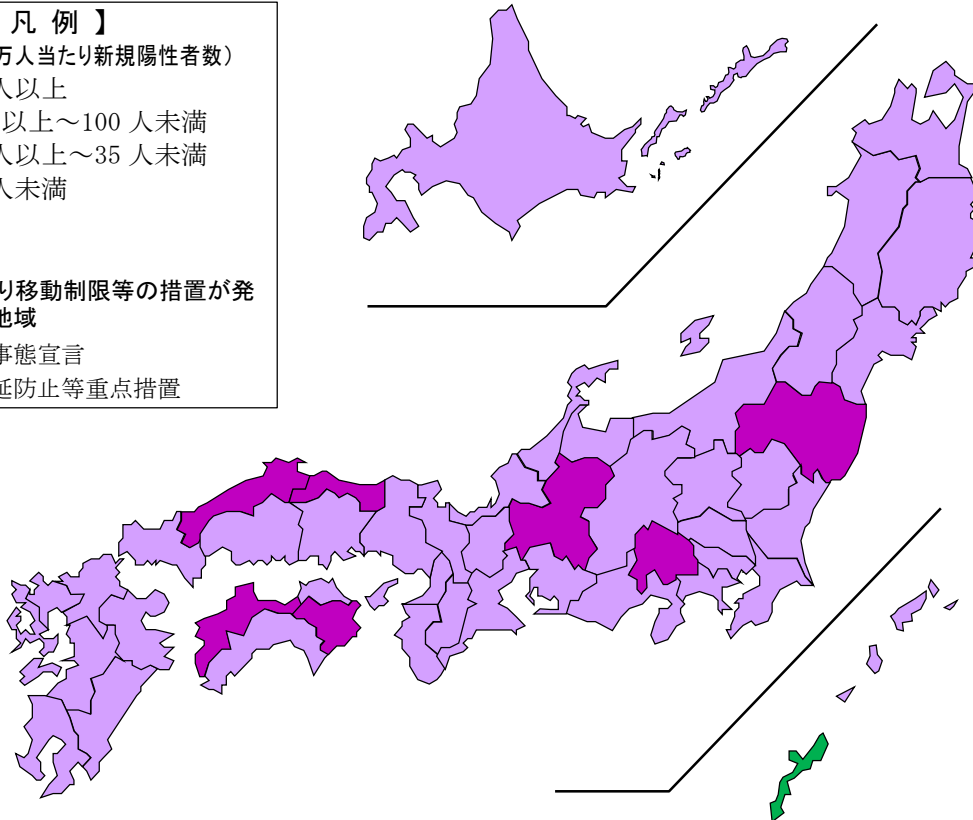 凡 例 】
万人当たり新規陽性者数）
人以上
以上～100 人未満
人以上～35 人未満
人未満
り移動制限等の措置が発
地域
事態宣言
延防止等重点措置